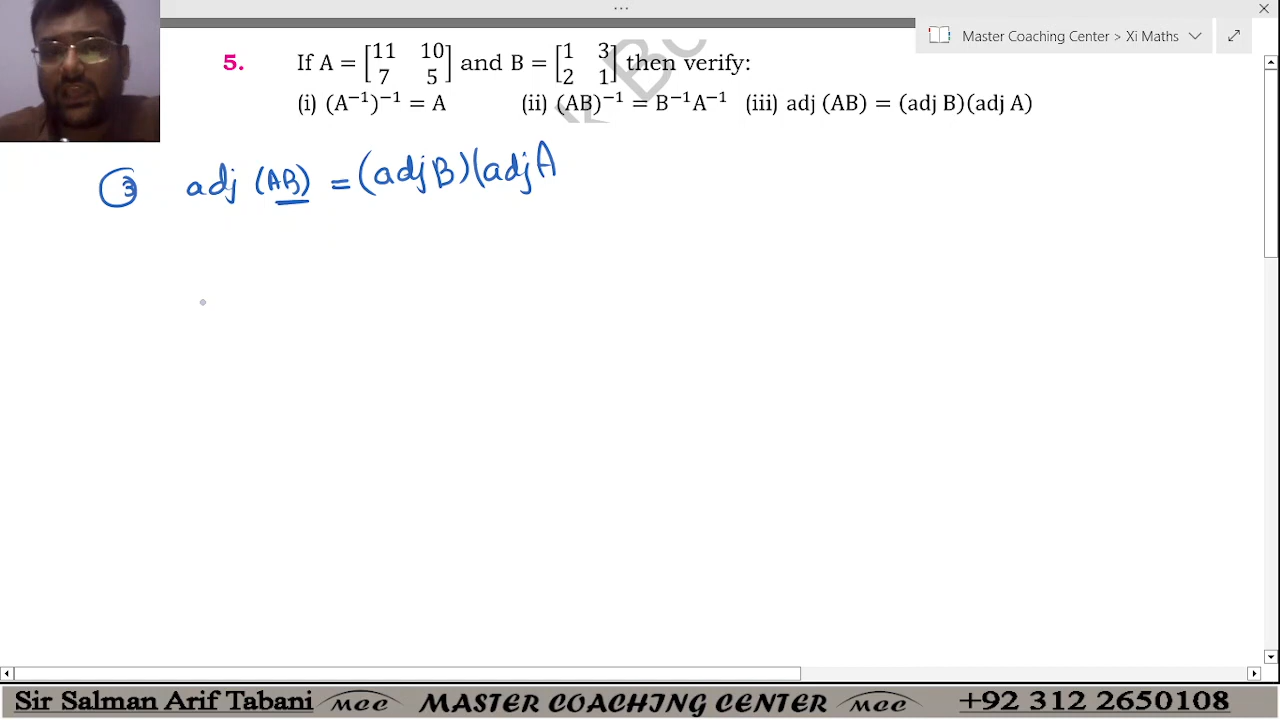 ...
Master Coaching Center > Xi Maths
5. If A = [11 10 7 5] and B = [1 3 2 1] then verify:
(i) (A⁻¹)⁻¹ = A (ii) (AB)⁻¹ = B⁻¹A⁻¹ (iii) adj (AB) = (adj B)(adj A)
3 adj (AB) = (adj B)(adj A
Sir Salman Arif Tabani mcc MASTER COACHING CENTER mcc +92 312 2650108